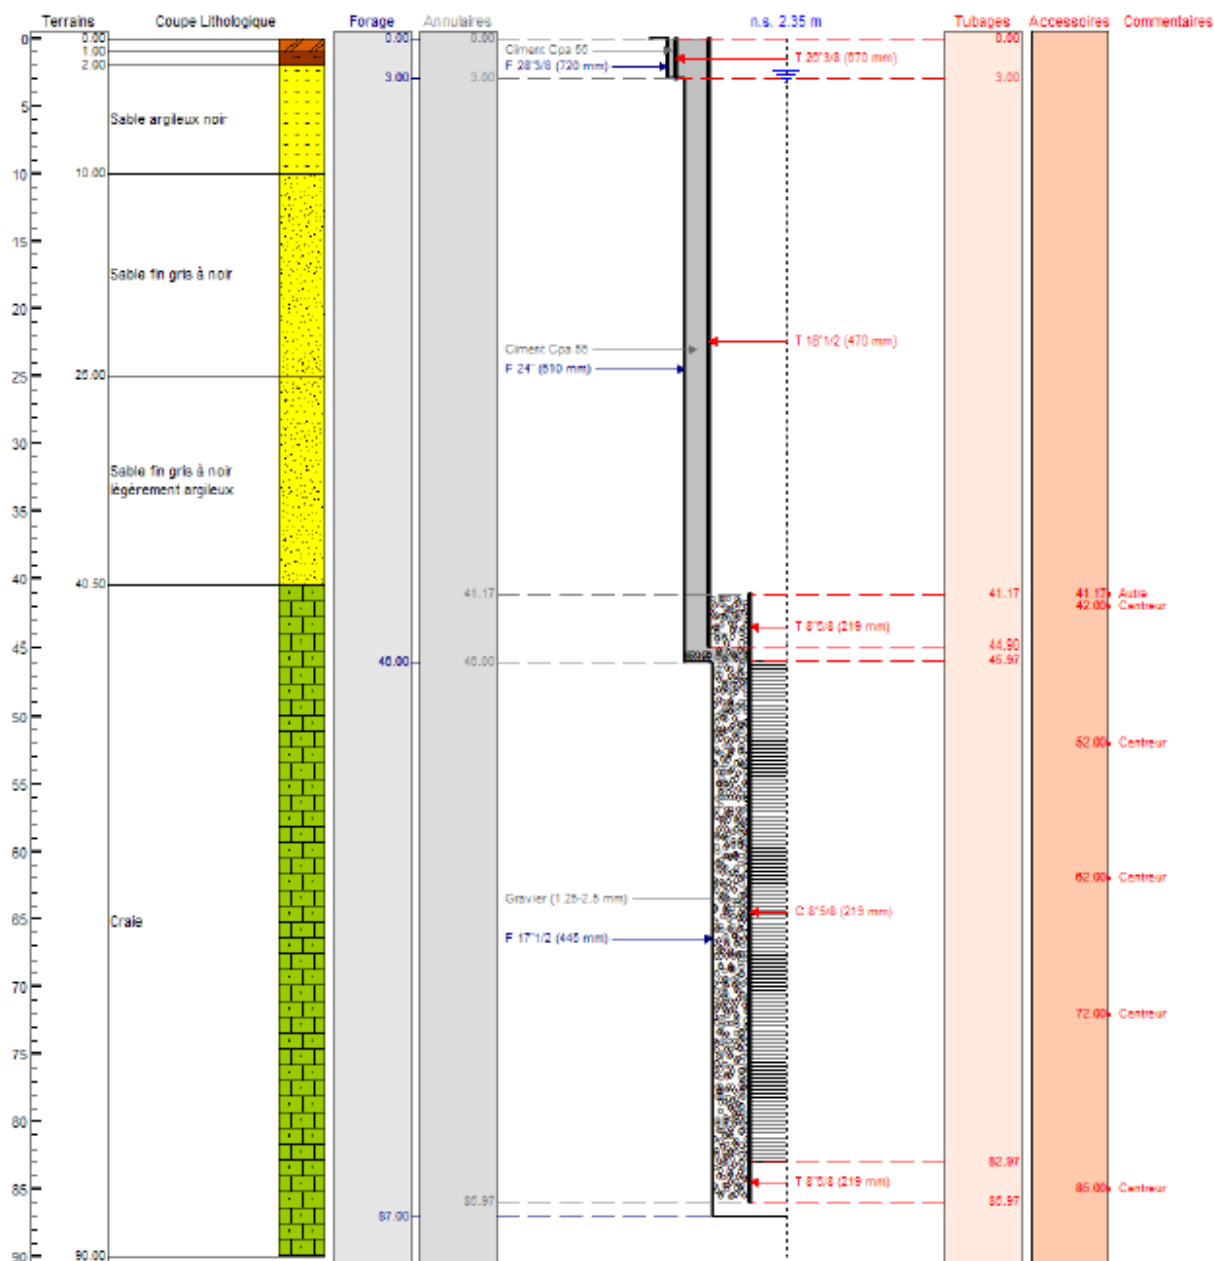 Terrains Coupe Lithologique Forage Annulaires n.s. 2.35 m Tubages Accessoires Commentaires
0 0.00 0.00 0.00 0.00
1.00 Ciment Cpa 55
T 26"3/8 (670 mm)
2.00 F 28"3/8 (720 mm)
3.00 3.00 3.00
5
Sable argileux noir
10 10.00
15
Sable fin gris à noir
20
T 18"1/2 (470 mm)
Ciment Cpa 55
F 24" (610 mm)
25 25.00
30
Sable fin gris à noir
légèrement argileux
35
40 40.50
41.17 41.17 41.17 Autre
42.00 Centreur
T 8"5/8 (219 mm)
45 44.90
46.00 46.00 45.97
50
52.00 Centreur
55
60
62.00 Centreur
Gravier (1.25-2.5 mm)
C 8"5/8 (219 mm)
65 Craie
F 17"1/2 (445 mm)
70
72.00 Centreur
75
80
82.97
T 8"5/8 (219 mm)
85 85.00 Centreur
85.97 85.97
87.00
90 90.00